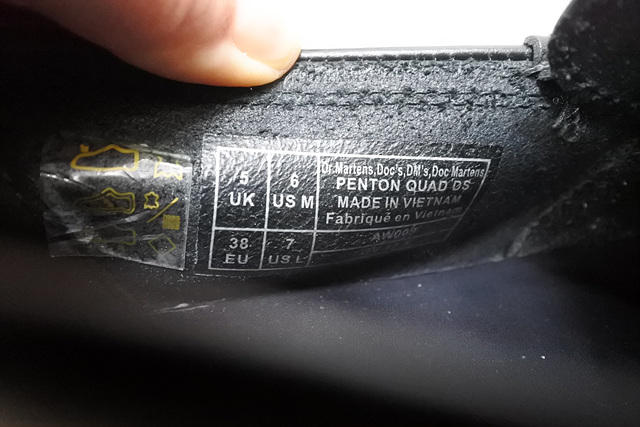 5 UK
6 US M
38 EU
7 US L
Dr.Martens,Doc's,DM's,Doc Martens
PENTON QUAD DS
MADE IN VIETNAM
Fabriqué en Vietnam